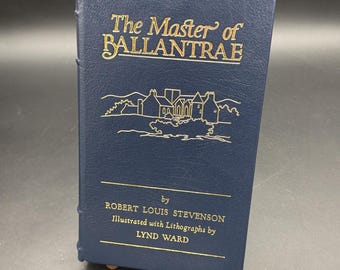 The Master of
BALLANTRAE
by
ROBERT LOUIS STEVENSON
Illustrated with Lithographs by
LYND WARD